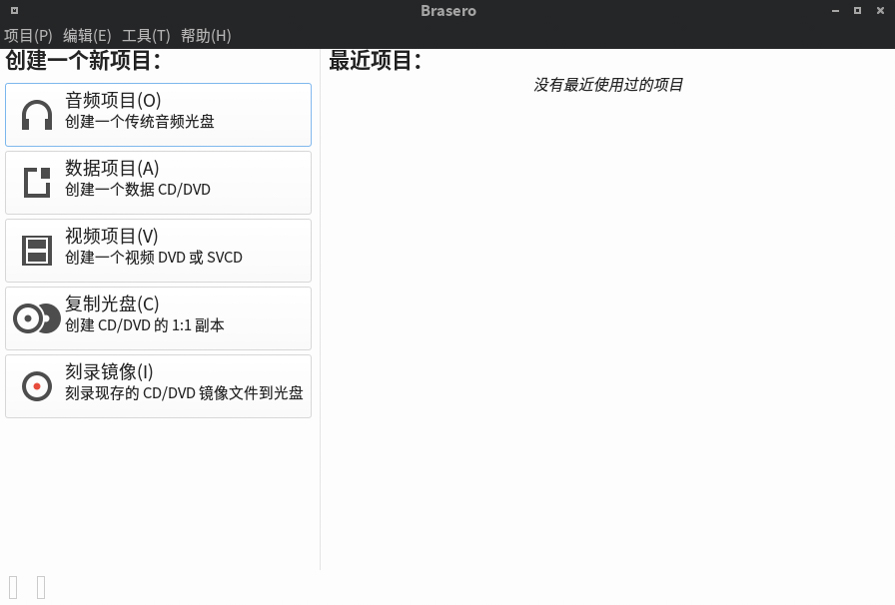 Brasero
项目(P) 编辑(E) 工具(T) 帮助(H)
创建一个新项目：
音频项目(O)
创建一个传统音频光盘
数据项目(A)
创建一个数据 CD/DVD
视频项目(V)
创建一个视频 DVD 或 SVCD
复制光盘(C)
创建 CD/DVD 的 1:1 副本
刻录镜像(I)
刻录现存的 CD/DVD 镜像文件到光盘
最近项目：
没有最近使用过的项目